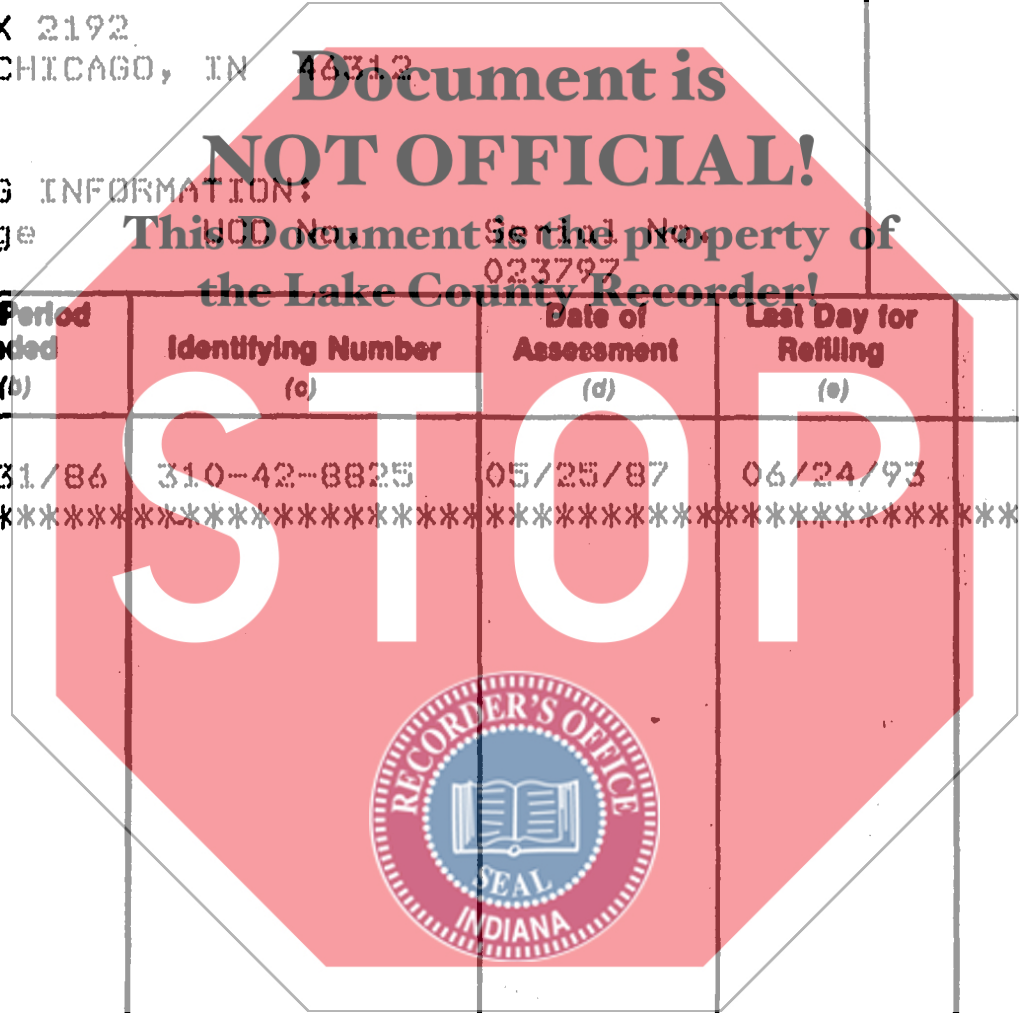 X 2192
CHICAGO, IN 46312
Document is
NOT OFFICIAL!
G INFORMATION:
This Document is the property of
ge UCC No. Serial No.
023797
the Lake County Recorder!
Period Date of Last Day for
ded Identifying Number Assessment Refiling
(b) (c) (d) (e)
STOP
31/86 310-42-8825 05/25/87 06/24/93
*******************************************
RECORDER'S OFFICE
SEAL
INDIANA